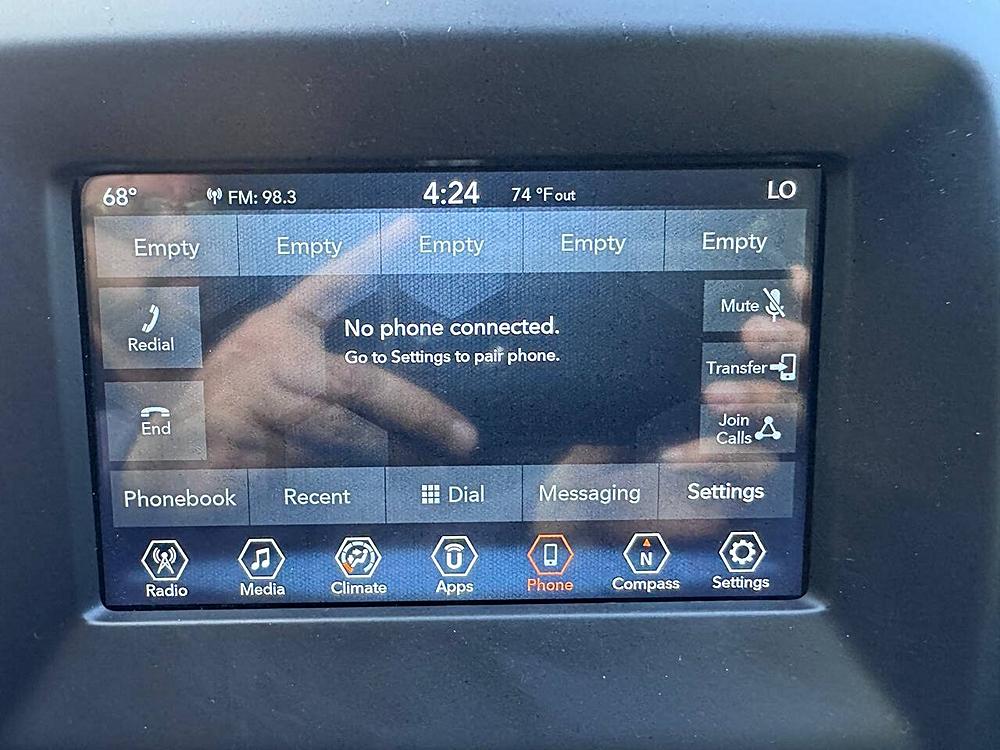 68° FM: 98.3 4:24 74 °F out LO
Empty Empty Empty Empty Empty
Redial
No phone connected.
Go to Settings to pair phone.
Mute
Transfer
End
Join
Calls
Phonebook Recent Dial Messaging Settings
N
Radio Media Climate Apps Phone Compass Settings